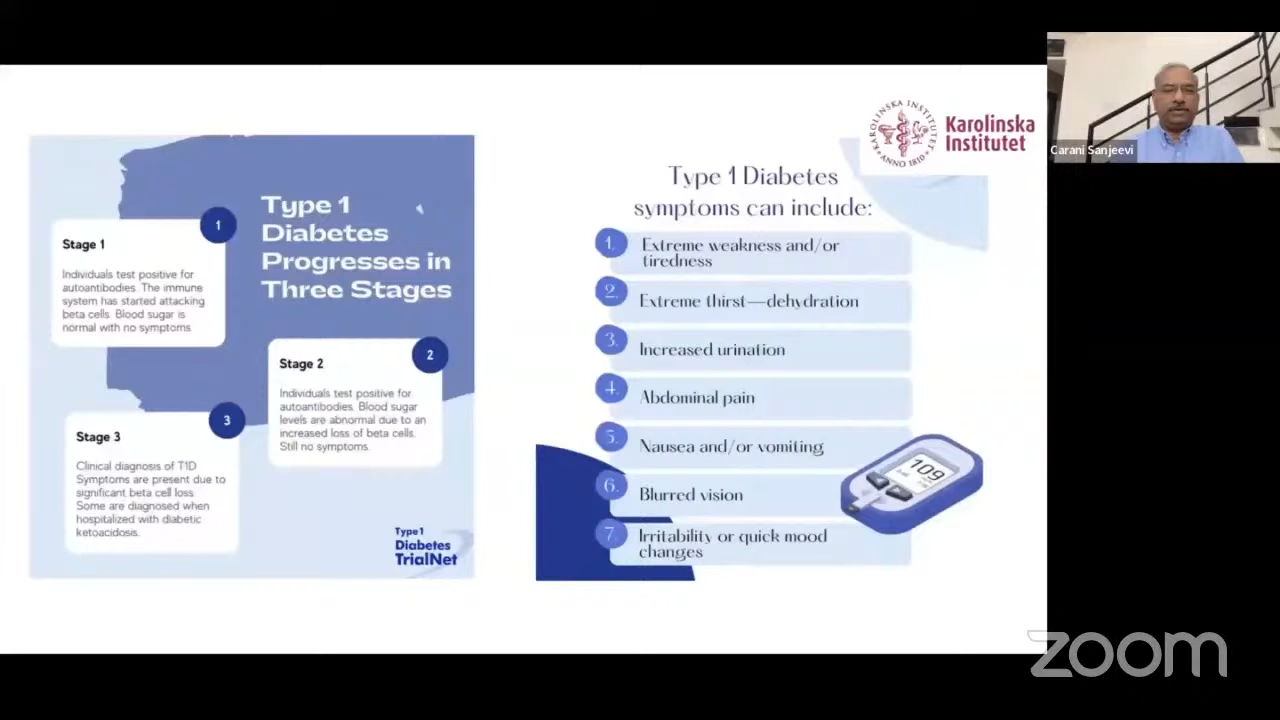 Type 1
Diabetes
Progresses in
Three Stages
1
Stage 1
Individuals test positive for
autoantibodies. The immune
system has started attacking
beta cells. Blood sugar is
normal with no symptoms
2
Stage 2
Individuals test positive for
autoantibodies. Blood sugar
levels are abnormal due to an
increased loss of beta cells.
Still no symptoms.
3
Stage 3
Clinical diagnosis of T1D
Symptoms are present due to
significant beta cell loss
Some are diagnosed when
hospitalized with diabetic
ketoacidosis.
Type 1
Diabetes
TrialNet
KAROLINSKA INSTITUTET
ANNO 1810
Karolinska
Institutet
Type 1 Diabetes
symptoms can include:
1. Extreme weakness and/or
tiredness
2. Extreme thirst—dehydration
3. Increased urination
4. Abdominal pain
5. Nausea and/or vomiting
6. Blurred vision
7. Irritability or quick mood
changes
109
Carani Sanjeevi
zoom